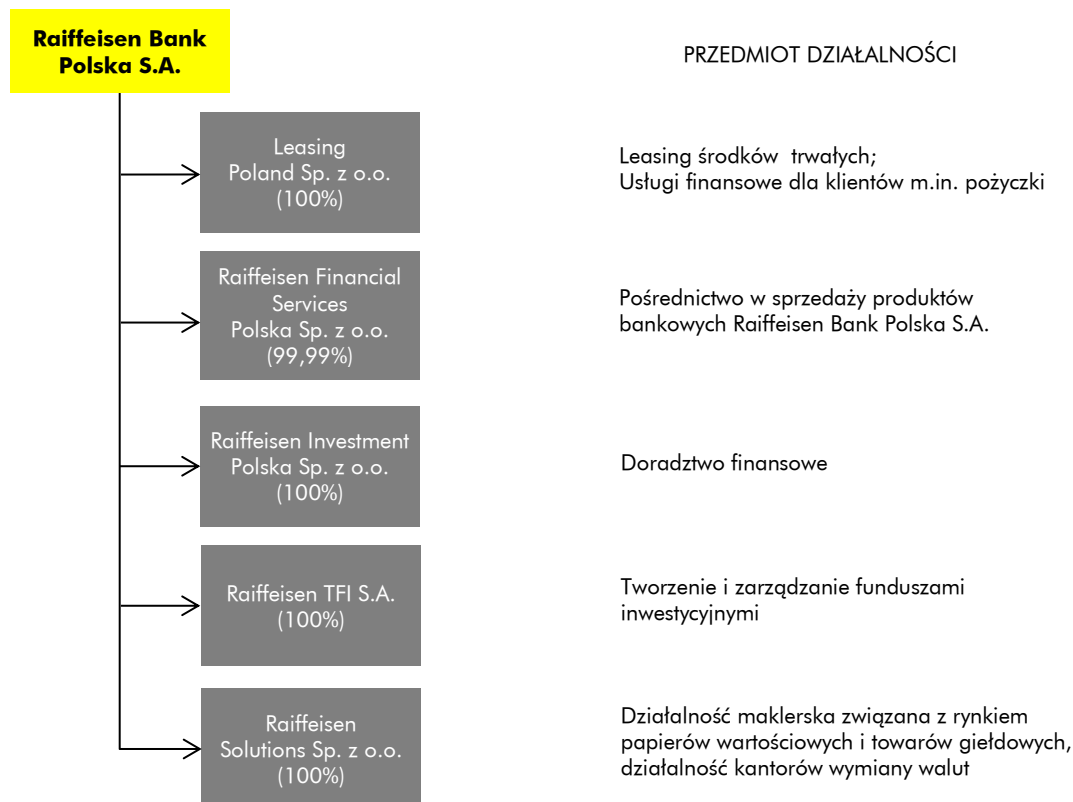 Raiffeisen Bank
Polska S.A.
PRZEDMIOT DZIAŁALNOŚCI
Leasing
Poland Sp. z o.o.
(100%)
Leasing środków trwałych;
Usługi finansowe dla klientów m.in. pożyczki
Raiffeisen Financial
Services
Polska Sp. z o.o.
(99,99%)
Pośrednictwo w sprzedaży produktów
bankowych Raiffeisen Bank Polska S.A.
Raiffeisen Investment
Polska Sp. z o.o.
(100%)
Doradztwo finansowe
Raiffeisen TFI S.A.
(100%)
Tworzenie i zarządzanie funduszami
inwestycyjnymi
Raiffeisen
Solutions Sp. z o.o.
(100%)
Działalność maklerska związana z rynkiem
papierów wartościowych i towarów giełdowych,
działalność kantorów wymiany walut